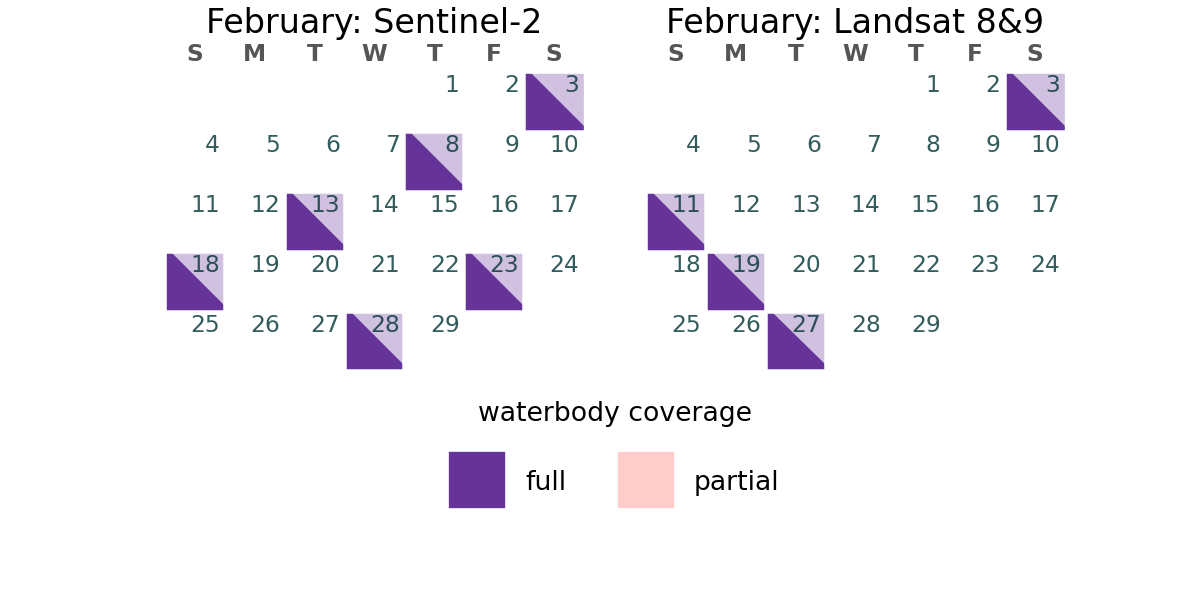 February: Sentinel-2
S M T W T F S
1 2 3
4 5 6 7 8 9 10
11 12 13 14 15 16 17
18 19 20 21 22 23 24
25 26 27 28 29
February: Landsat 8&9
S M T W T F S
1 2 3
4 5 6 7 8 9 10
11 12 13 14 15 16 17
18 19 20 21 22 23 24
25 26 27 28 29
waterbody coverage
full partial